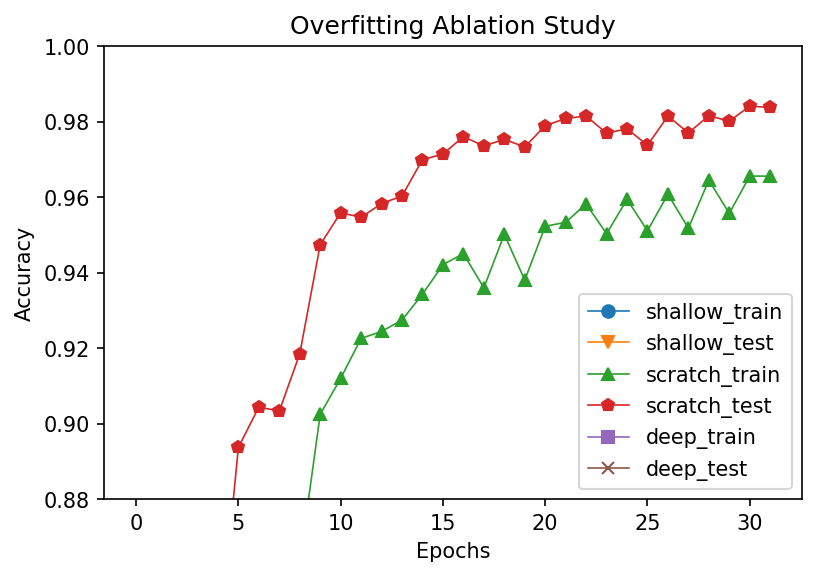 Overfitting Ablation Study
1.00
0.98
0.96
0.94
0.92
0.90
0.88
Accuracy
shallow_train
shallow_test
scratch_train
scratch_test
deep_train
deep_test
0 5 10 15 20 25 30
Epochs